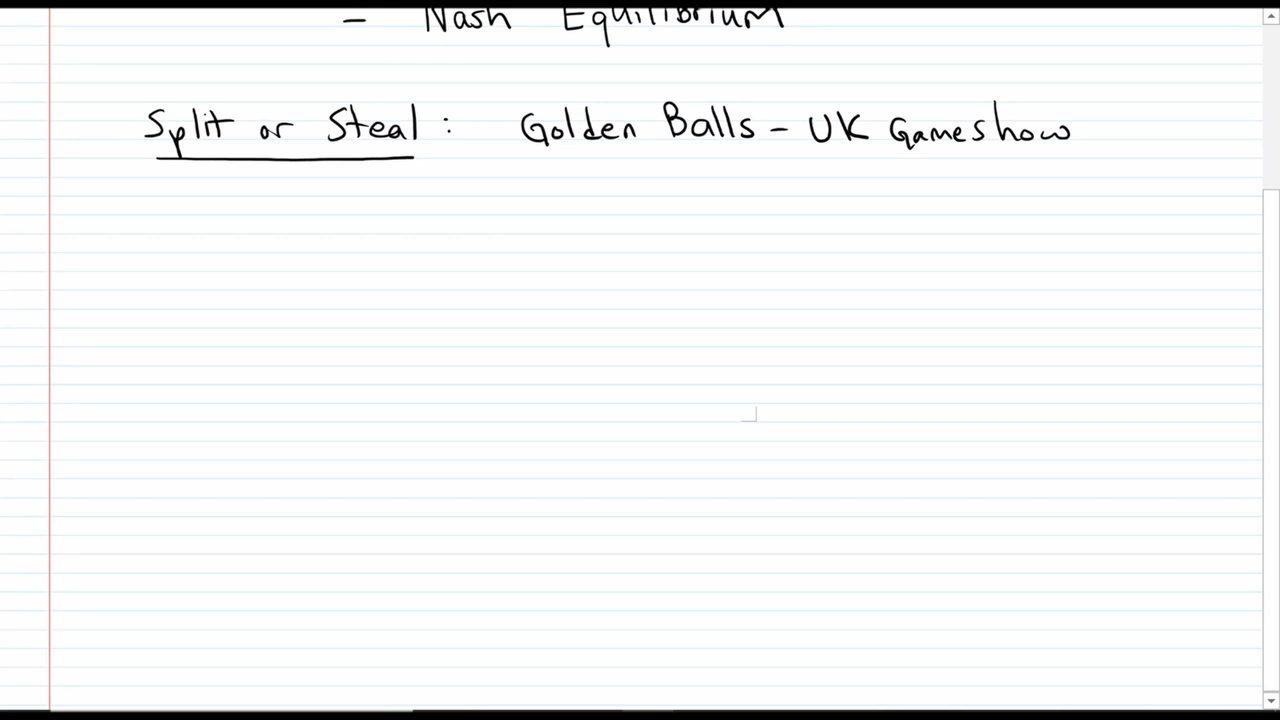 - Nash Equilibrium
Split or Steal : Golden Balls - UK Gameshow